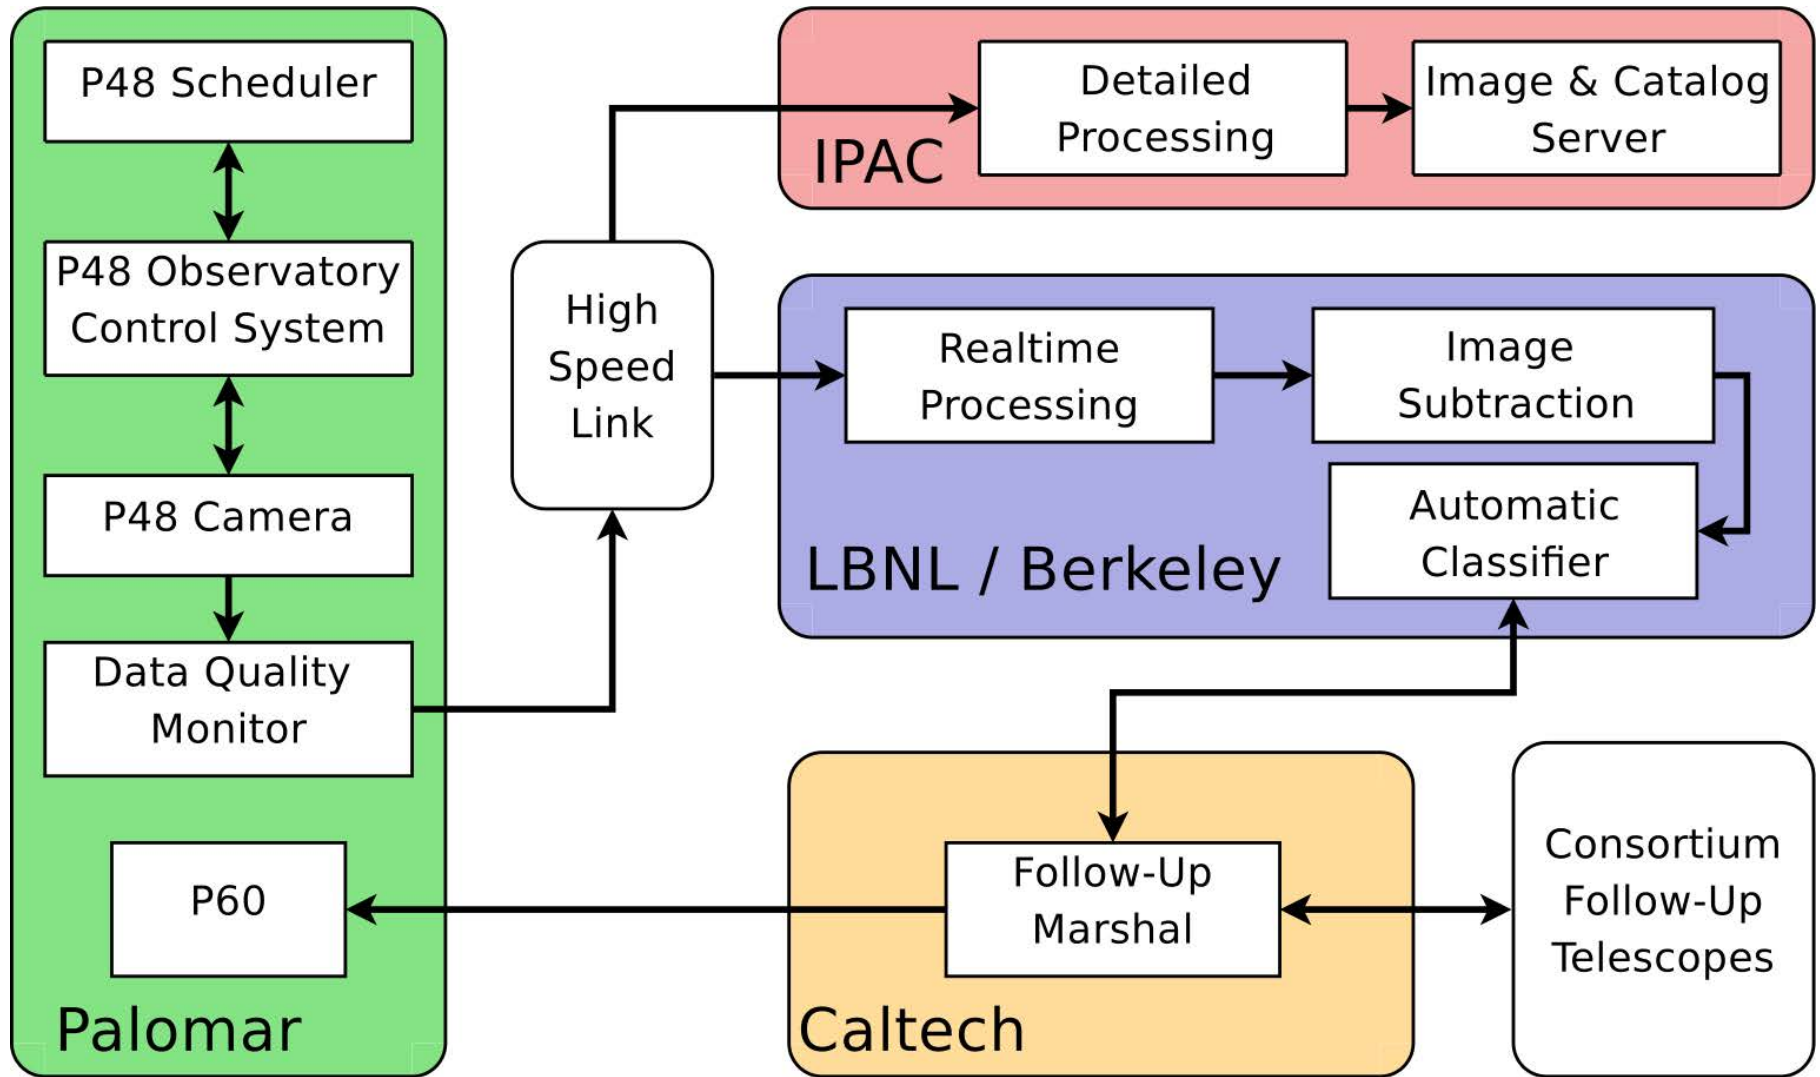 P48 Scheduler
P48 Observatory
Control System
P48 Camera
Data Quality
Monitor
P60
Palomar
High
Speed
Link
Detailed
Processing
Image & Catalog
Server
IPAC
Realtime
Processing
Image
Subtraction
Automatic
Classifier
LBNL / Berkeley
Follow-Up
Marshal
Caltech
Consortium
Follow-Up
Telescopes